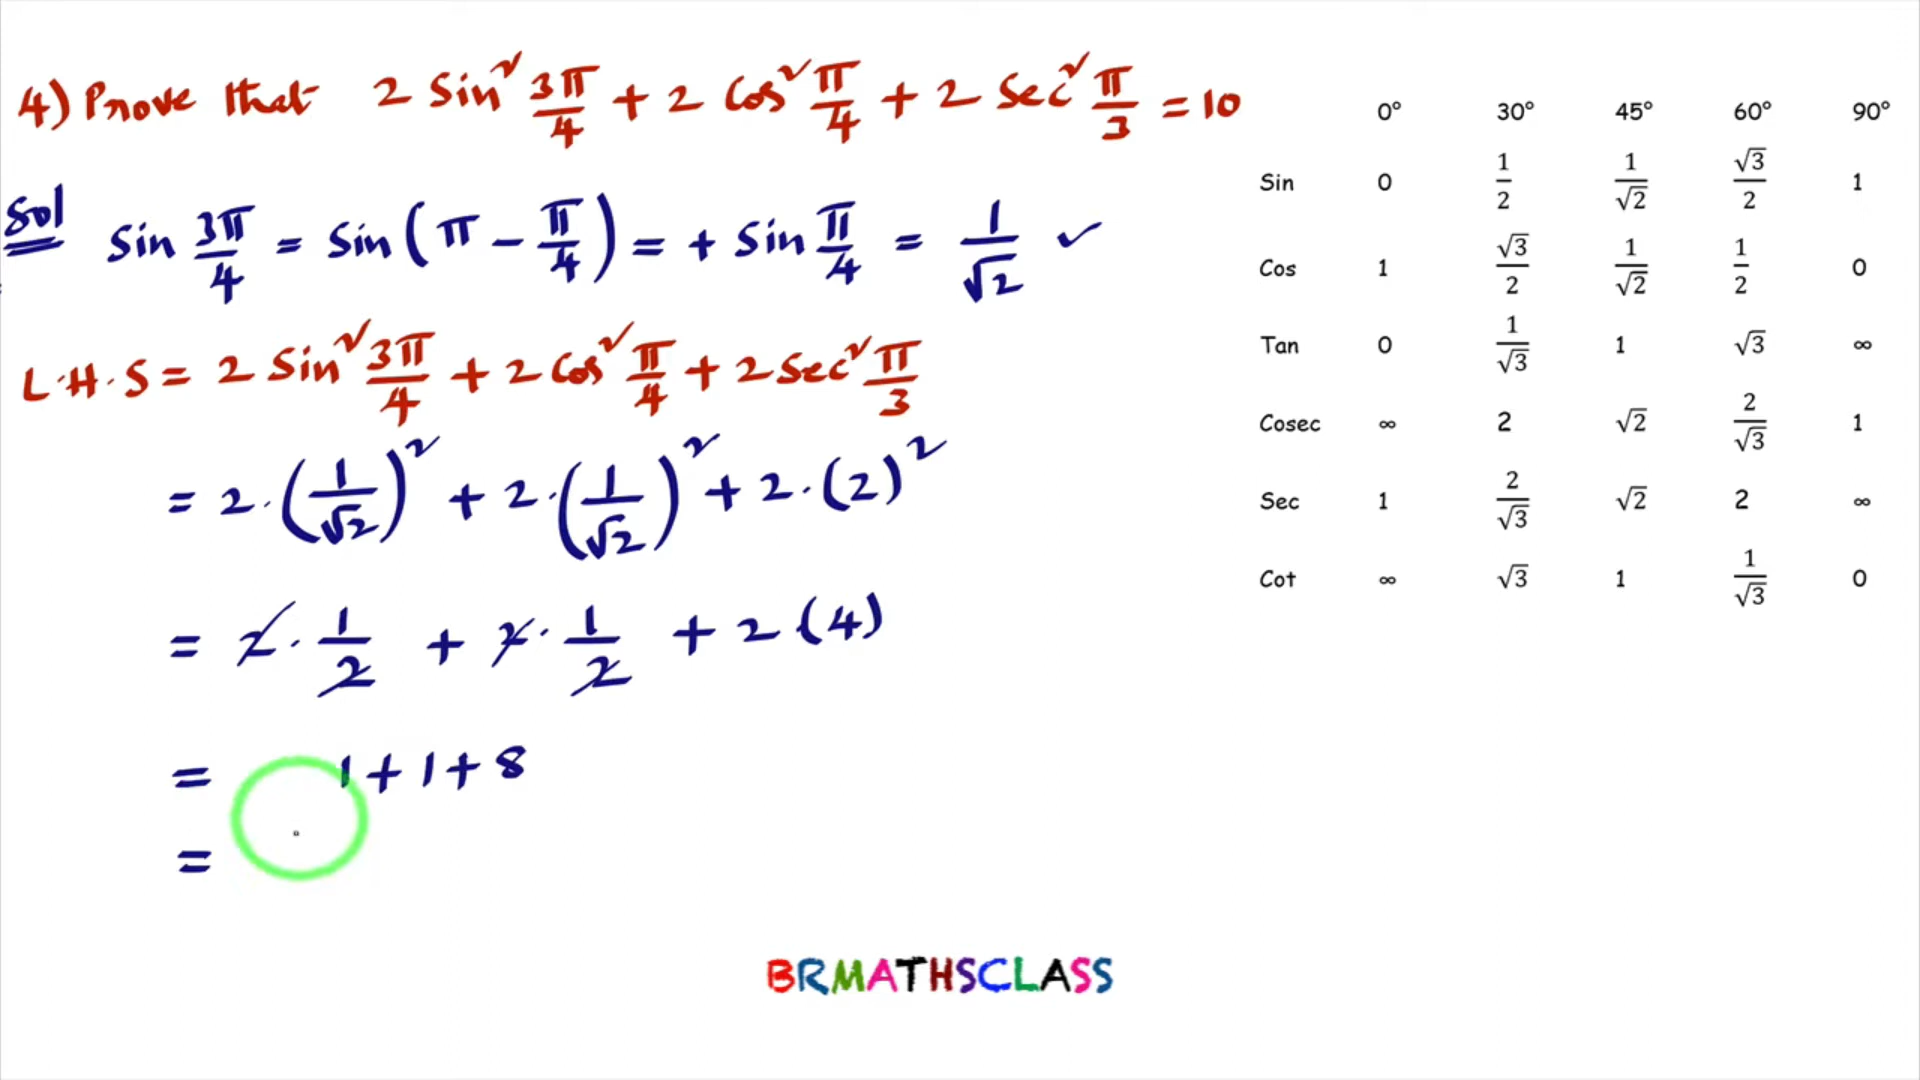 4) Prove that 2 Sin² 3π/4 + 2 Cos² π/4 + 2 Sec² π/3 = 10
Sol Sin 3π/4 = Sin(π - π/4) = + Sin π/4 = 1/√2 ✓
L.H.S = 2 Sin² 3π/4 + 2 Cos² π/4 + 2 Sec² π/3
= 2·(1/√2)² + 2·(1/√2)² + 2·(2)²
= 2·1/2 + 2·1/2 + 2(4)
= 1+1+8
=
0° 30° 45° 60° 90°
Sin 0 1/2 1/√2 √3/2 1
Cos 1 √3/2 1/√2 1/2 0
Tan 0 1/√3 1 √3 ∞
Cosec ∞ 2 √2 2/√3 1
Sec 1 2/√3 √2 2 ∞
Cot ∞ √3 1 1/√3 0
BRMATHSCLASS